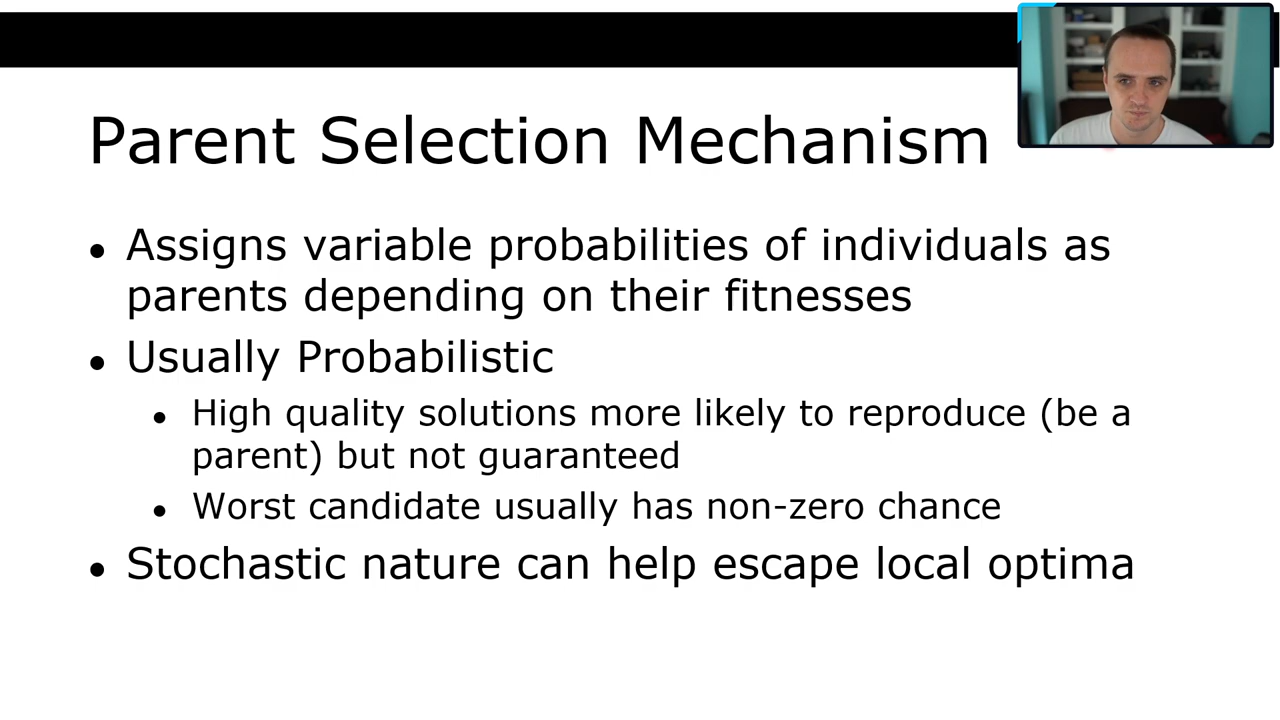 Parent Selection Mechanism
• Assigns variable probabilities of individuals as
parents depending on their fitnesses
• Usually Probabilistic
• High quality solutions more likely to reproduce (be a
parent) but not guaranteed
• Worst candidate usually has non-zero chance
• Stochastic nature can help escape local optima